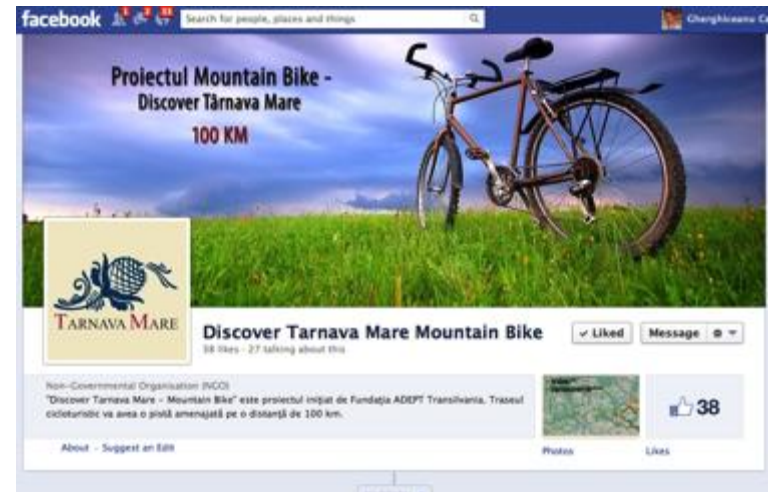 facebook
Search for people, places and things
Gherghiceanu Ca
Proiectul Mountain Bike -
Discover Târnava Mare
100 KM
TARNAVA MARE
Discover Tarnava Mare Mountain Bike
38 likes · 27 talking about this
✓ Liked
Message
Non-Governmental Organisation (NGO)
"Discover Tarnava Mare - Mountain Bike" este proiectul inițiat de Fundația ADEPT Transilvania. Traseul
cicloturistic va avea o pistă amenajată pe o distanță de 100 km.
38
About - Suggest an Edit
Photos
Likes